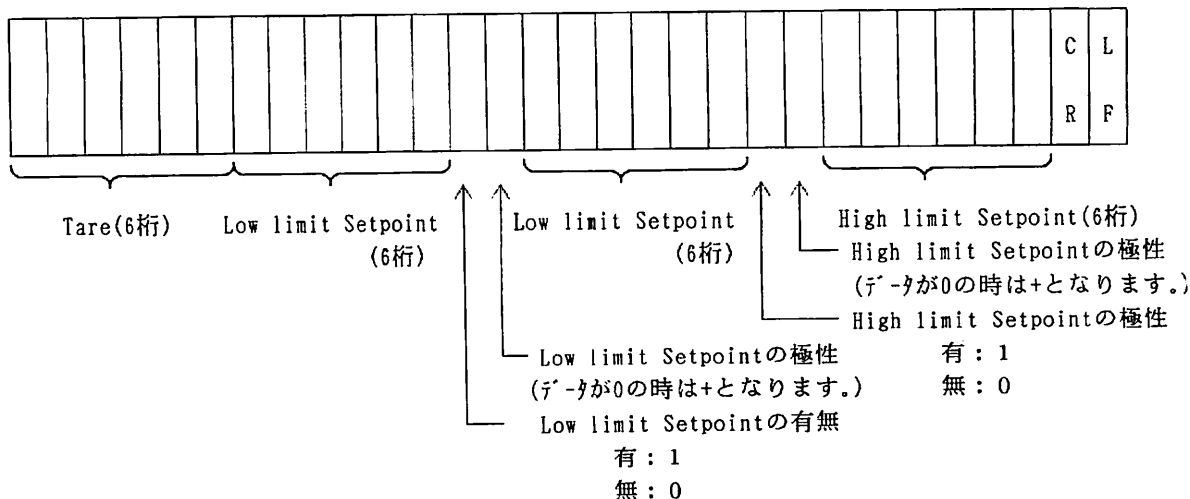 C L
R F
Tare(6桁)
Low limit Setpoint
(6桁)
Low limit Setpoint
(6桁)
High limit Setpoint(6桁)
High limit Setpointの極性
(ﾃﾞｰﾀが0の時は+となります。)
High limit Setpointの極性
有 : 1
無 : 0
Low limit Setpointの極性
(ﾃﾞｰﾀが0の時は+となります。)
Low limit Setpointの有無
有 : 1
無 : 0